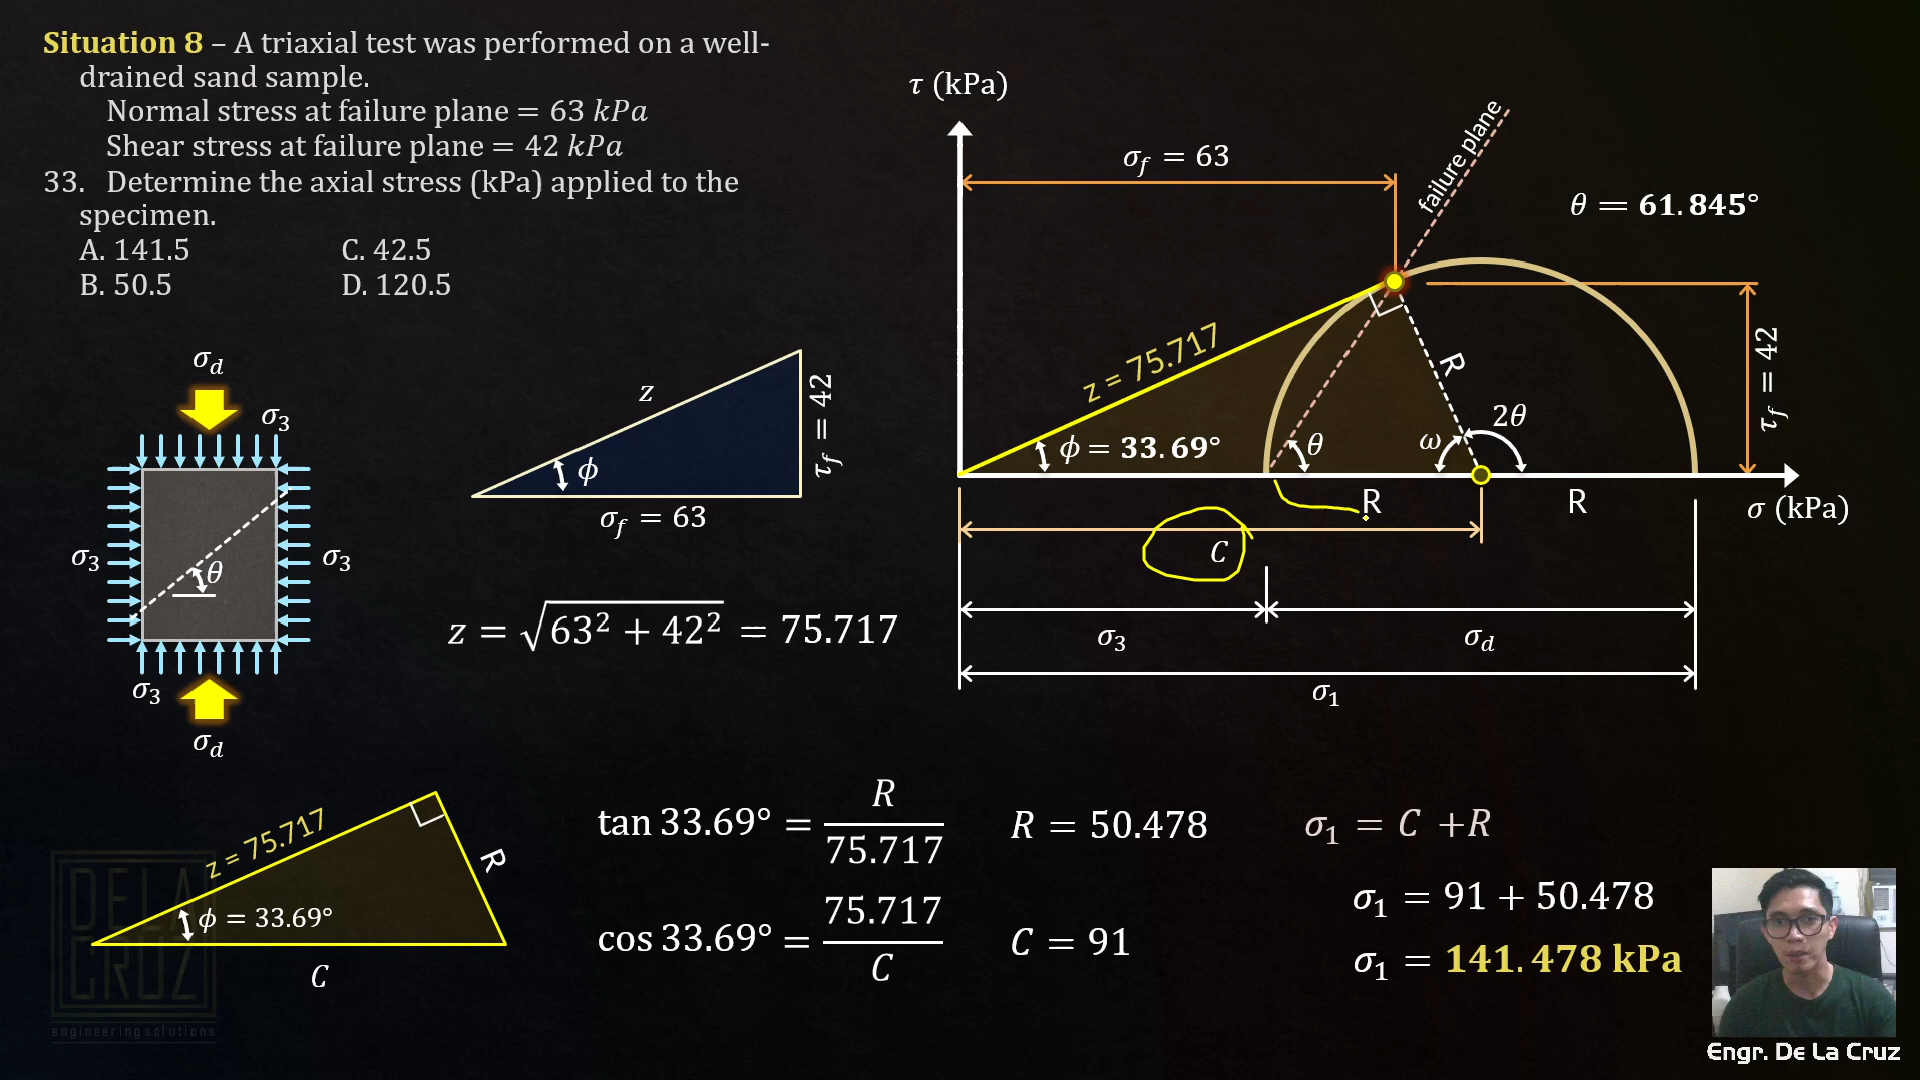 Situation 8 – A triaxial test was performed on a well-
drained sand sample.
Normal stress at failure plane = 63 kPa
Shear stress at failure plane = 42 kPa
33. Determine the axial stress (kPa) applied to the
specimen.
A. 141.5 C. 42.5
B. 50.5 D. 120.5
τ (kPa)
σf = 63
failure plane
θ = 61.845°
z = 75.717
R
τf = 42
ϕ = 33.69°
θ
ω
2θ
R
R
σ (kPa)
C
σ3
σd
σ1
σd
σ3
σ3
θ
σ3
σ3
σd
z
τf = 42
ϕ
σf = 63
z = √63² + 42² = 75.717
z = 75.717
R
ϕ = 33.69°
C
tan 33.69° = R/75.717
R = 50.478
cos 33.69° = 75.717/C
C = 91
σ1 = C +R
σ1 = 91 + 50.478
σ1 = 141.478 kPa
DELA
CRUZ
engineering solutions
Engr. De La Cruz